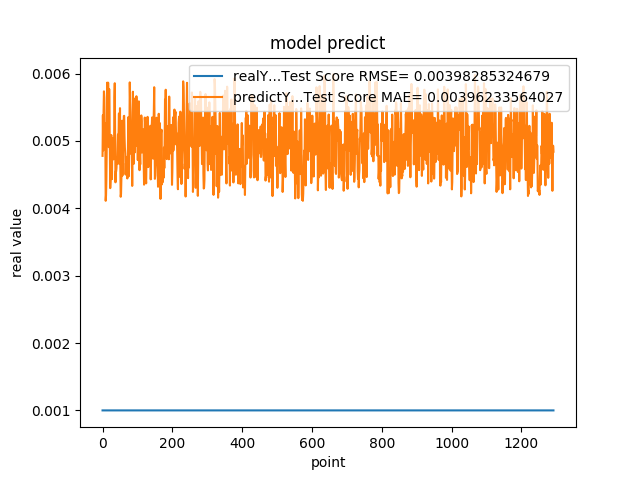 model predict
realY...Test Score RMSE= 0.00398285324679
predictY...Test Score MAE= 0.00396233564027
0.006
0.005
0.004
0.003
0.002
0.001
real value
0 200 400 600 800 1000 1200
point